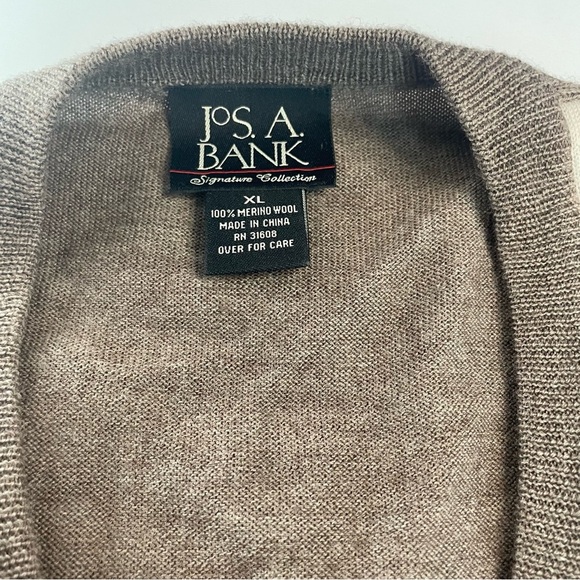 JOS. A.
BANK
Signature Collection
XL
100% MERINO WOOL
MADE IN CHINA
RN 31608
OVER FOR CARE